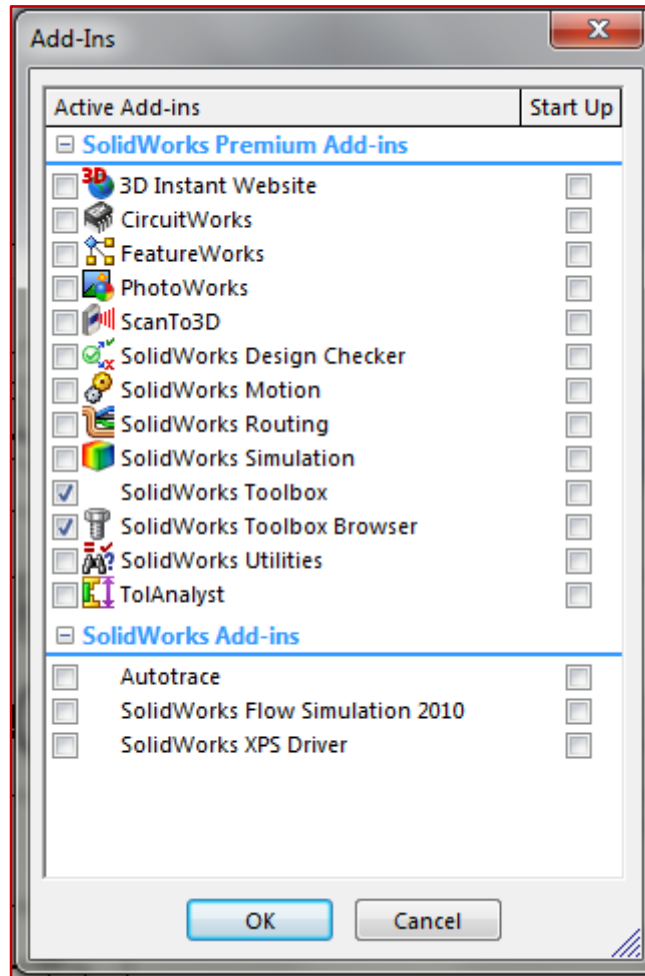 Add-Ins
Active Add-ins Start Up
SolidWorks Premium Add-ins
3D 3D Instant Website
CircuitWorks
FeatureWorks
PhotoWorks
ScanTo3D
SolidWorks Design Checker
SolidWorks Motion
SolidWorks Routing
SolidWorks Simulation
SolidWorks Toolbox
SolidWorks Toolbox Browser
SolidWorks Utilities
TolAnalyst
SolidWorks Add-ins
Autotrace
SolidWorks Flow Simulation 2010
SolidWorks XPS Driver
OK Cancel